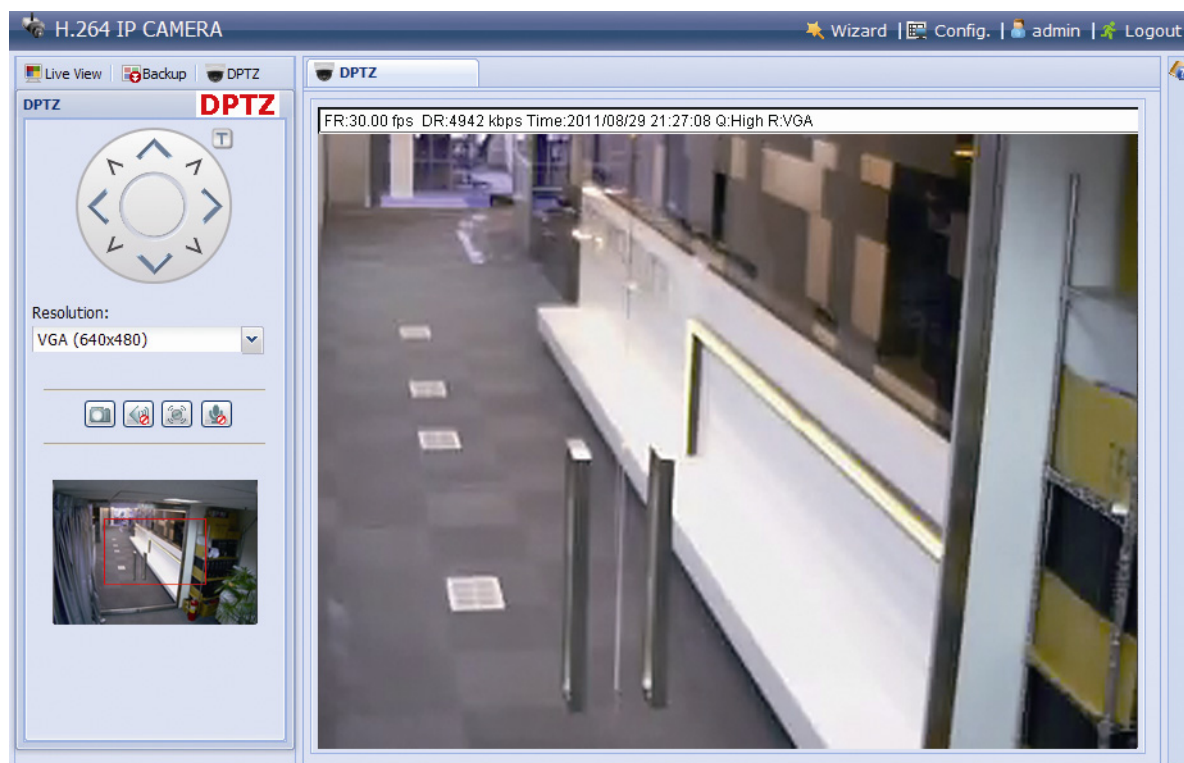 H.264 IP CAMERA
Wizard | Config. | admin | Logout
Live View | Backup | DPTZ
DPTZ DPTZ
T
Resolution:
VGA (640x480)
DPTZ
FR:30.00 fps DR:4942 kbps Time:2011/08/29 21:27:08 Q:High R:VGA